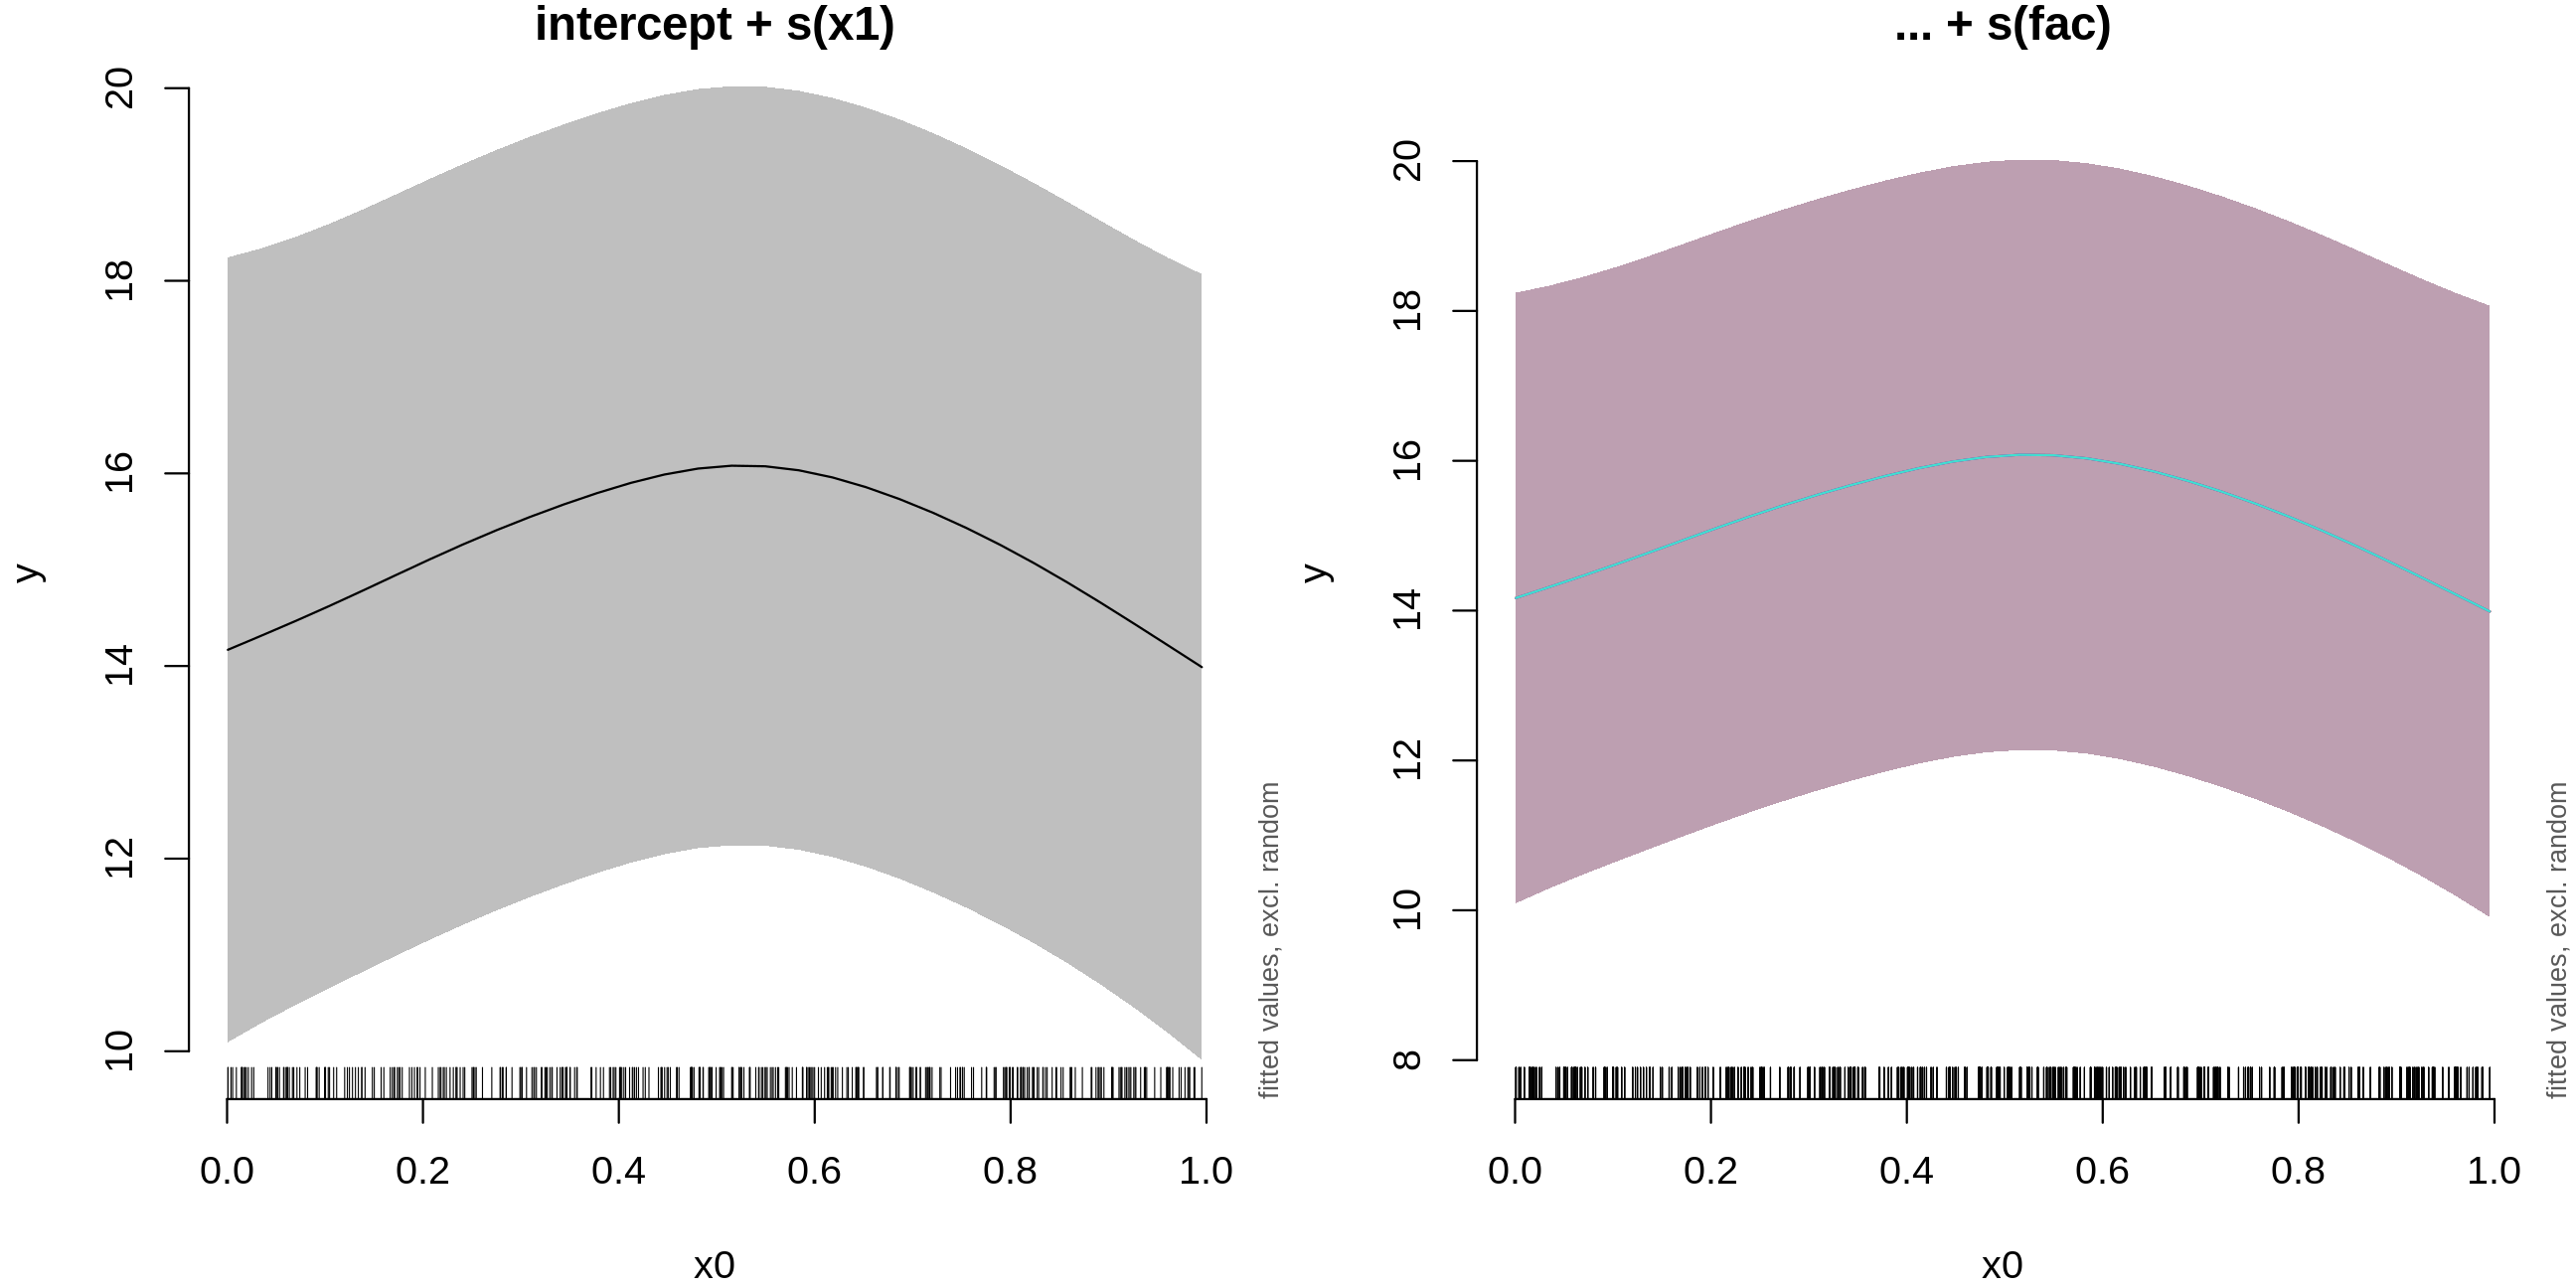 intercept + s(x1)
20
18
16
14
12
10
y
0.0 0.2 0.4 0.6 0.8 1.0
x0
fitted values, excl. random
... + s(fac)
20
18
16
14
12
10
8
y
0.0 0.2 0.4 0.6 0.8 1.0
x0
fitted values, excl. random